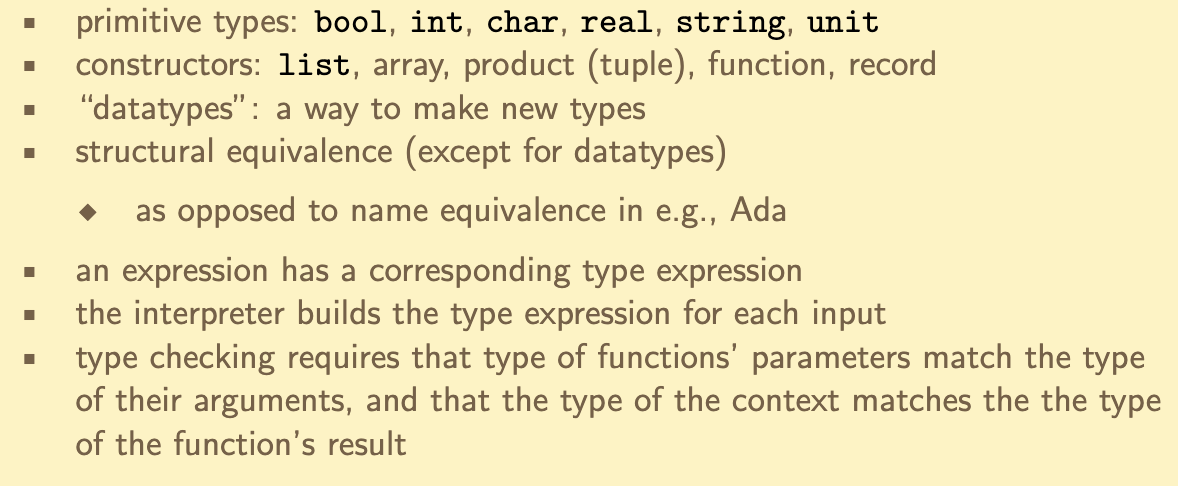 ▪ primitive types: bool, int, char, real, string, unit
▪ constructors: list, array, product (tuple), function, record
▪ “datatypes”: a way to make new types
▪ structural equivalence (except for datatypes)
◆ as opposed to name equivalence in e.g., Ada
▪ an expression has a corresponding type expression
▪ the interpreter builds the type expression for each input
▪ type checking requires that type of functions’ parameters match the type
of their arguments, and that the type of the context matches the the type
of the function’s result